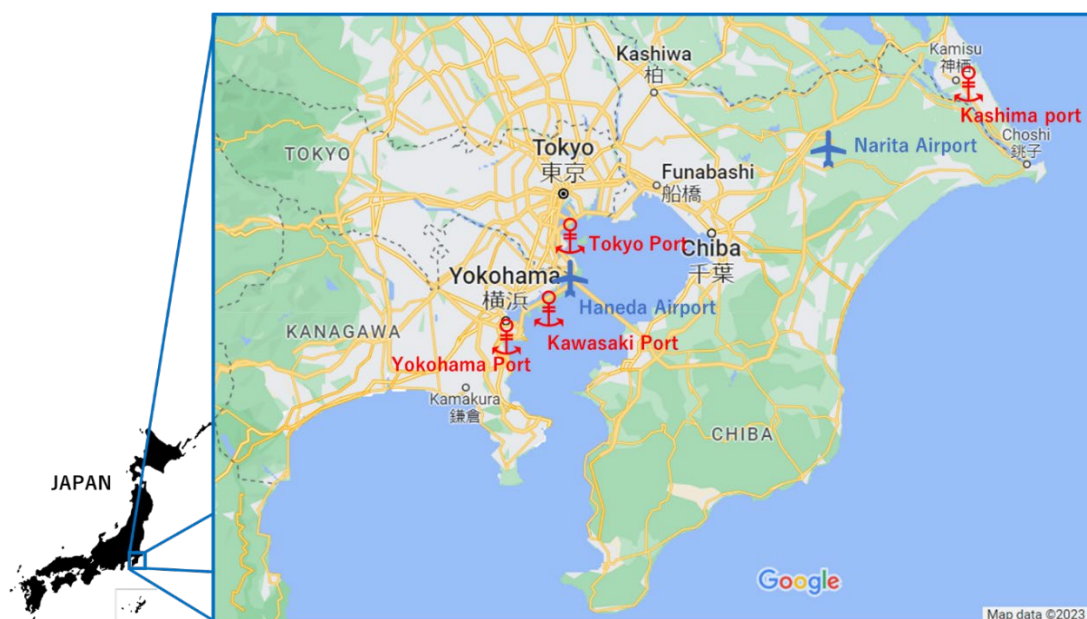 Kashiwa
柏
Kamisu
神栖
Kashima port
Choshi
銚子
TOKYO
Tokyo
東京
Narita Airport
Funabashi
船橋
Tokyo Port
Chiba
千葉
Yokohama
横浜
Haneda Airport
KANAGAWA
Kawasaki Port
Yokohama Port
Kamakura
鎌倉
CHIBA
JAPAN
Google
Map data ©2023